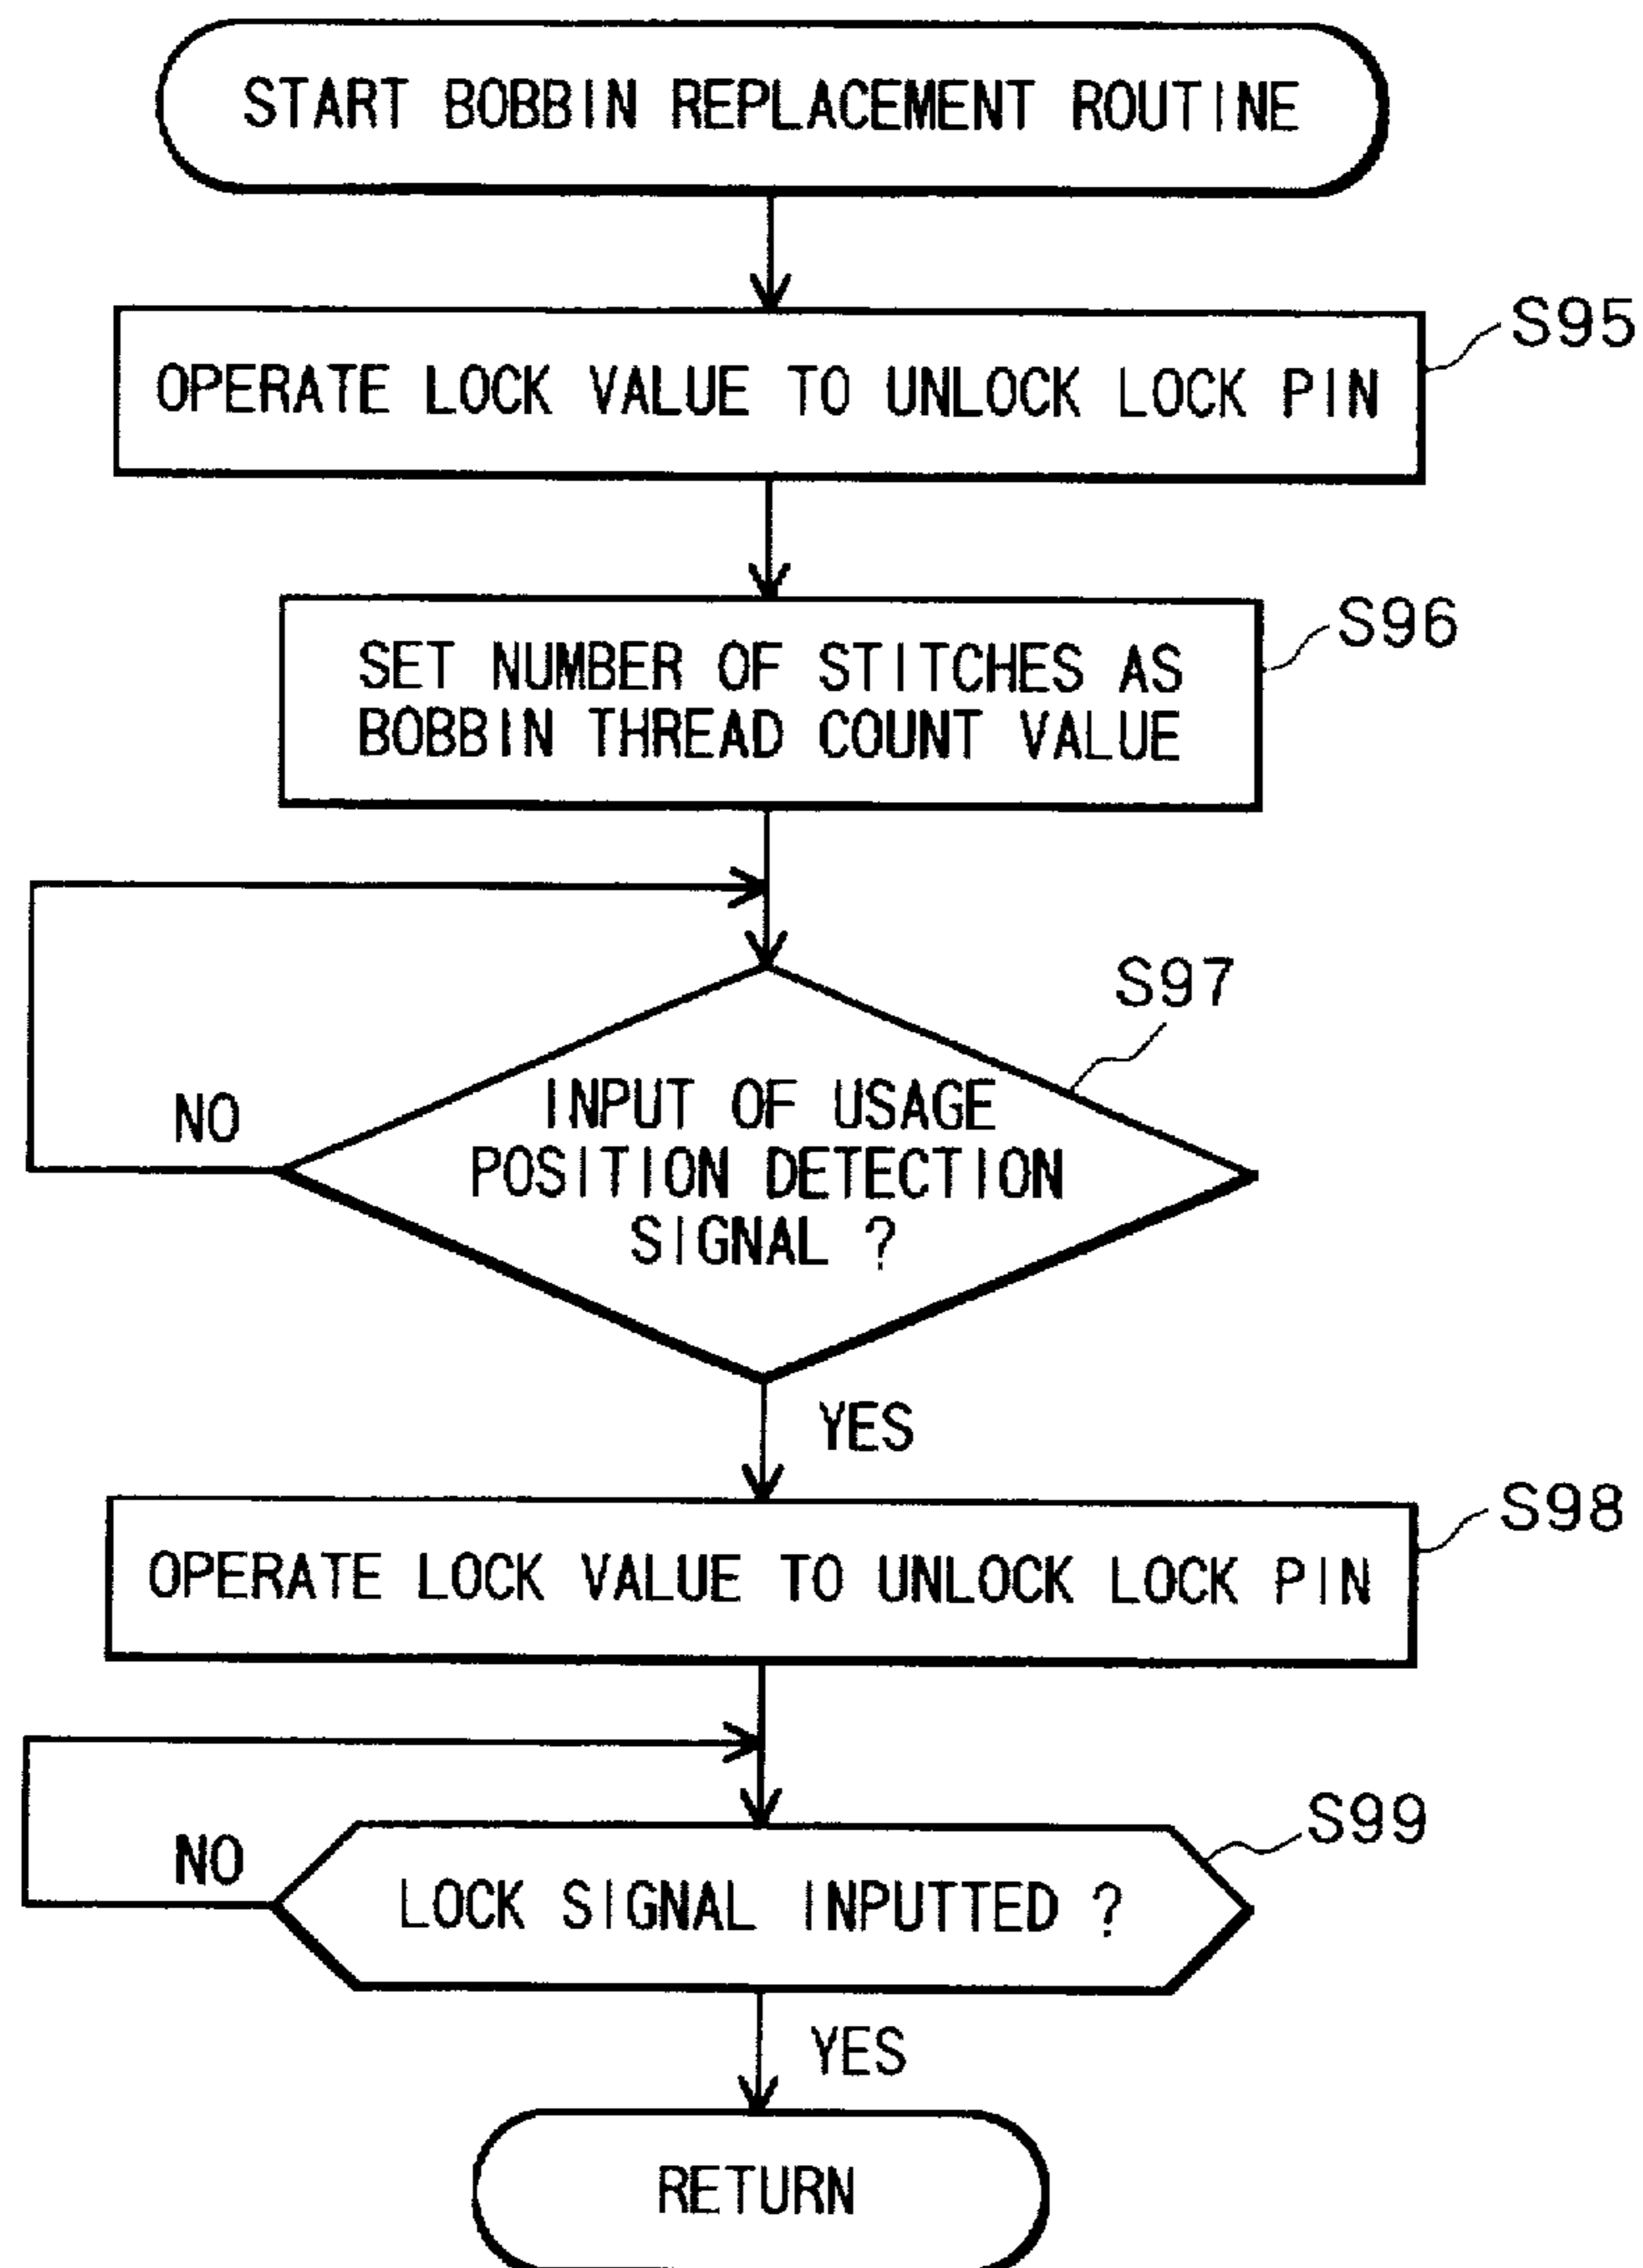 START BOBBIN REPLACEMENT ROUTINE
S95
OPERATE LOCK VALUE TO UNLOCK LOCK PIN
S96
SET NUMBER OF STITCHES AS
BOBBIN THREAD COUNT VALUE
S97
INPUT OF USAGE
POSITION DETECTION
SIGNAL ?
NO
YES
S98
OPERATE LOCK VALUE TO UNLOCK LOCK PIN
S99
LOCK SIGNAL INPUTTED ?
NO
YES
RETURN